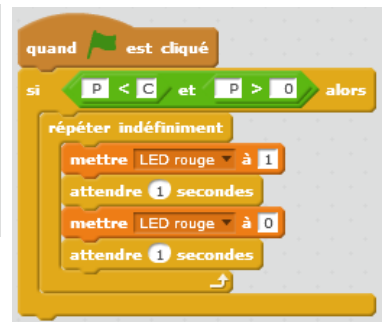 quand est cliqué
si P < C et P > 0 alors
répéter indéfiniment
mettre LED rouge à 1
attendre 1 secondes
mettre LED rouge à 0
attendre 1 secondes